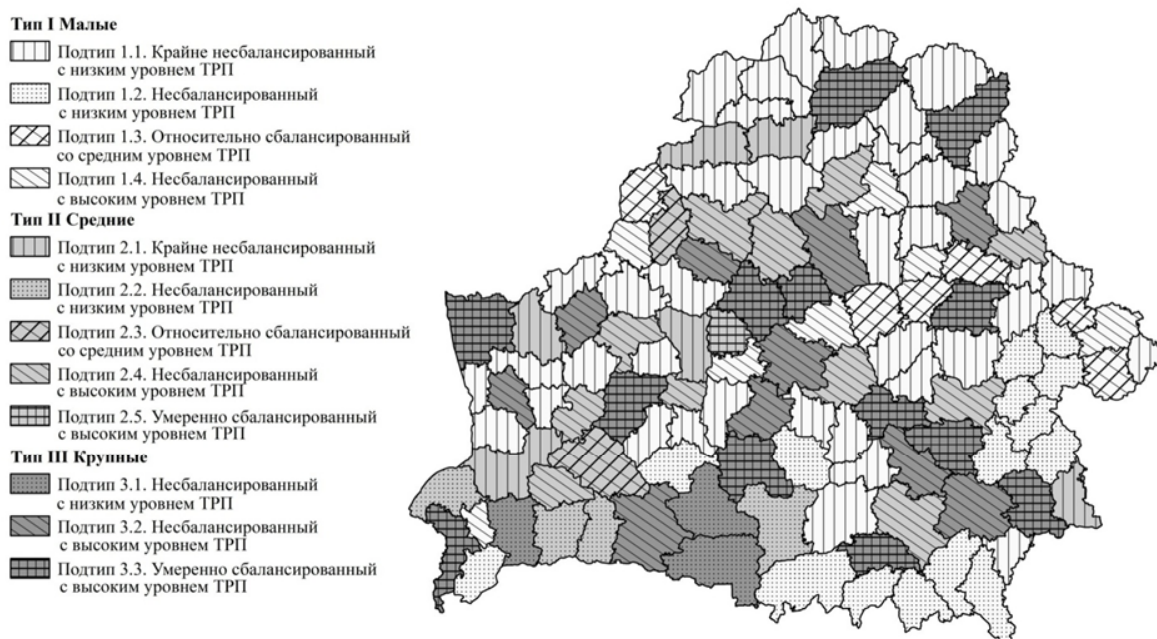 Тип I Малые
Подтип 1.1. Крайне несбалансированный
с низким уровнем ТРП
Подтип 1.2. Несбалансированный
с низким уровнем ТРП
Подтип 1.3. Относительно сбалансированный
со средним уровнем ТРП
Подтип 1.4. Несбалансированный
с высоким уровнем ТРП
Тип II Средние
Подтип 2.1. Крайне несбалансированный
с низким уровнем ТРП
Подтип 2.2. Несбалансированный
с низким уровнем ТРП
Подтип 2.3. Относительно сбалансированный
со средним уровнем ТРП
Подтип 2.4. Несбалансированный
с высоким уровнем ТРП
Подтип 2.5. Умеренно сбалансированный
с высоким уровнем ТРП
Тип III Крупные
Подтип 3.1. Несбалансированный
с низким уровнем ТРП
Подтип 3.2. Несбалансированный
с высоким уровнем ТРП
Подтип 3.3. Умеренно сбалансированный
с высоким уровнем ТРП